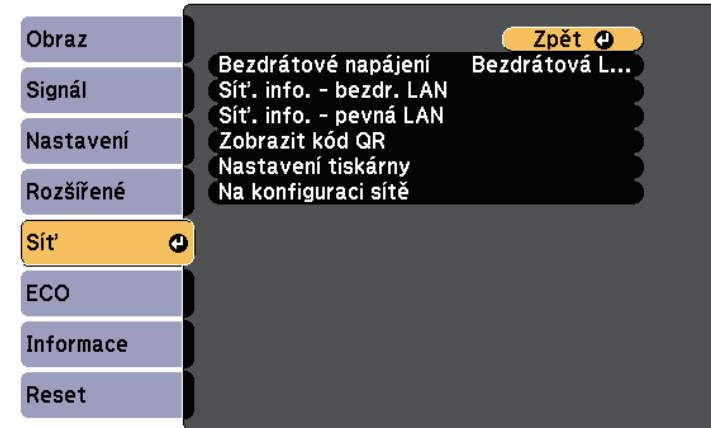 Obraz
Signál
Nastavení
Rozšířené
Síť
ECO
Informace
Reset
Zpět
Bezdrátové napájení Bezdrátová L...
Síť. info. - bezdr. LAN
Síť. info. - pevná LAN
Zobrazit kód QR
Nastavení tiskárny
Na konfiguraci sítě